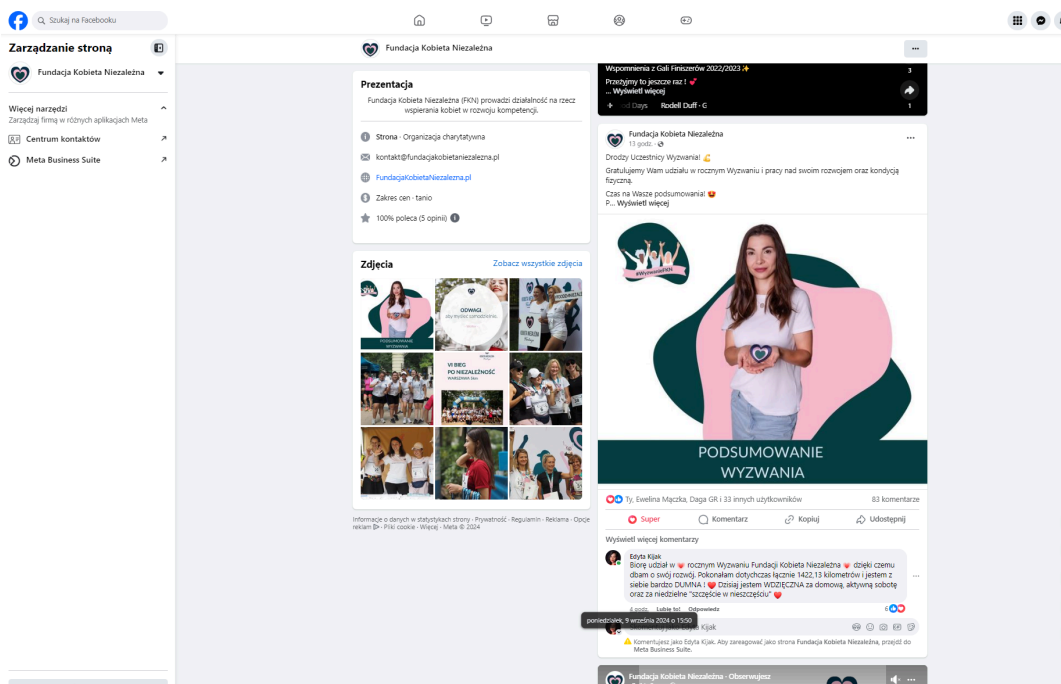 Szukaj na Facebooku
Zarządzanie stroną
Fundacja Kobieta Niezależna
Więcej narzędzi
Zarządzaj firmą w różnych aplikacjach Meta
Centrum kontaktów
Meta Business Suite
Fundacja Kobieta Niezależna
Prezentacja
Fundacja Kobieta Niezależna (FKN) prowadzi działalność na rzecz
wspierania kobiet w rozwoju kompetencji.
Strona · Organizacja charytatywna
kontakt@fundacjakobietaniezalezna.pl
FundacjaKobietaNiezalezna.pl
Zakres cen · tanio
100% poleca (5 opinii)
Zdjęcia
Zobacz wszystkie zdjęcia
PODSUMOWANIE
WYZWANIA
ODWAGI
aby myśleć samodzielnie.
VI BIEG
PO NIEZALEŻNOŚĆ
Informacje o danych w statystykach strony · Prywatność · Regulamin · Reklama · Opcje
reklam · Pliki cookie · Więcej · Meta © 2024
Wspomnienia z Gali Finiszerów 2022/2023
Przeżyjmy to jeszcze raz !
... Wyświetl więcej
3
Days Rodell Duff · G
1
Fundacja Kobieta Niezależna
13 godz. ·
Drodzy Uczestnicy Wyzwania!
Gratulujemy Wam udziału w rocznym Wyzwaniu i pracy nad swoim rozwojem oraz kondycją
fizyczną.
Czas na Wasze podsumowania!
P... Wyświetl więcej
#WyzwanieFKN
PODSUMOWANIE
WYZWANIA
Ty, Ewelina Mączka, Daga GR i 33 innych użytkowników
83 komentarze
Super
Komentarz
Kopiuj
Udostępnij
Wyświetl więcej komentarzy
Edyta Kijak
Biorę udział w rocznym Wyzwaniu Fundacji Kobieta Niezależna dzięki czemu
dbam o swój rozwój. Pokonałam dotychczas łącznie 1422,13 kilometrów i jestem z
siebie bardzo DUMNA ! Dzisiaj jestem WDZIĘCZNA za domową, aktywną sobotę
oraz za niedzielne "szczęście w nieszczęściu"
4 godz. Lubię to! Odpowiedz
6
poniedziałek, 9 września 2024 o 15:50
Skomentuj jako Edyta Kijak
Komentujesz jako Edyta Kijak. Aby zareagować jako strona Fundacja Kobieta Niezależna, przejdź do
Meta Business Suite.
Fundacja Kobieta Niezależna · Obserwujesz